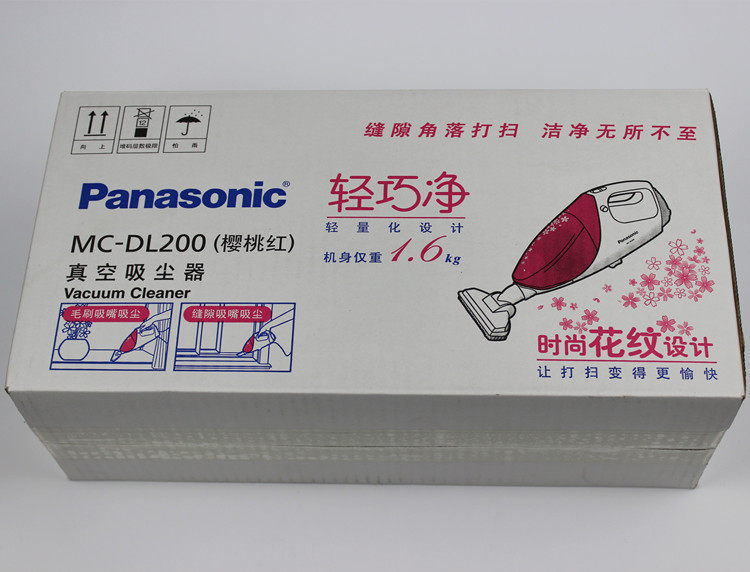 向上
堆码层数极限
怕雨
12
缝隙角落打扫 洁净无所不至
Panasonic®
轻巧净
轻量化设计
机身仅重1.6kg
MC-DL200 (樱桃红)
真空吸尘器
Vacuum Cleaner
毛刷吸嘴吸尘
缝隙吸嘴吸尘
Panasonic
时尚花纹设计
让打扫变得更愉快